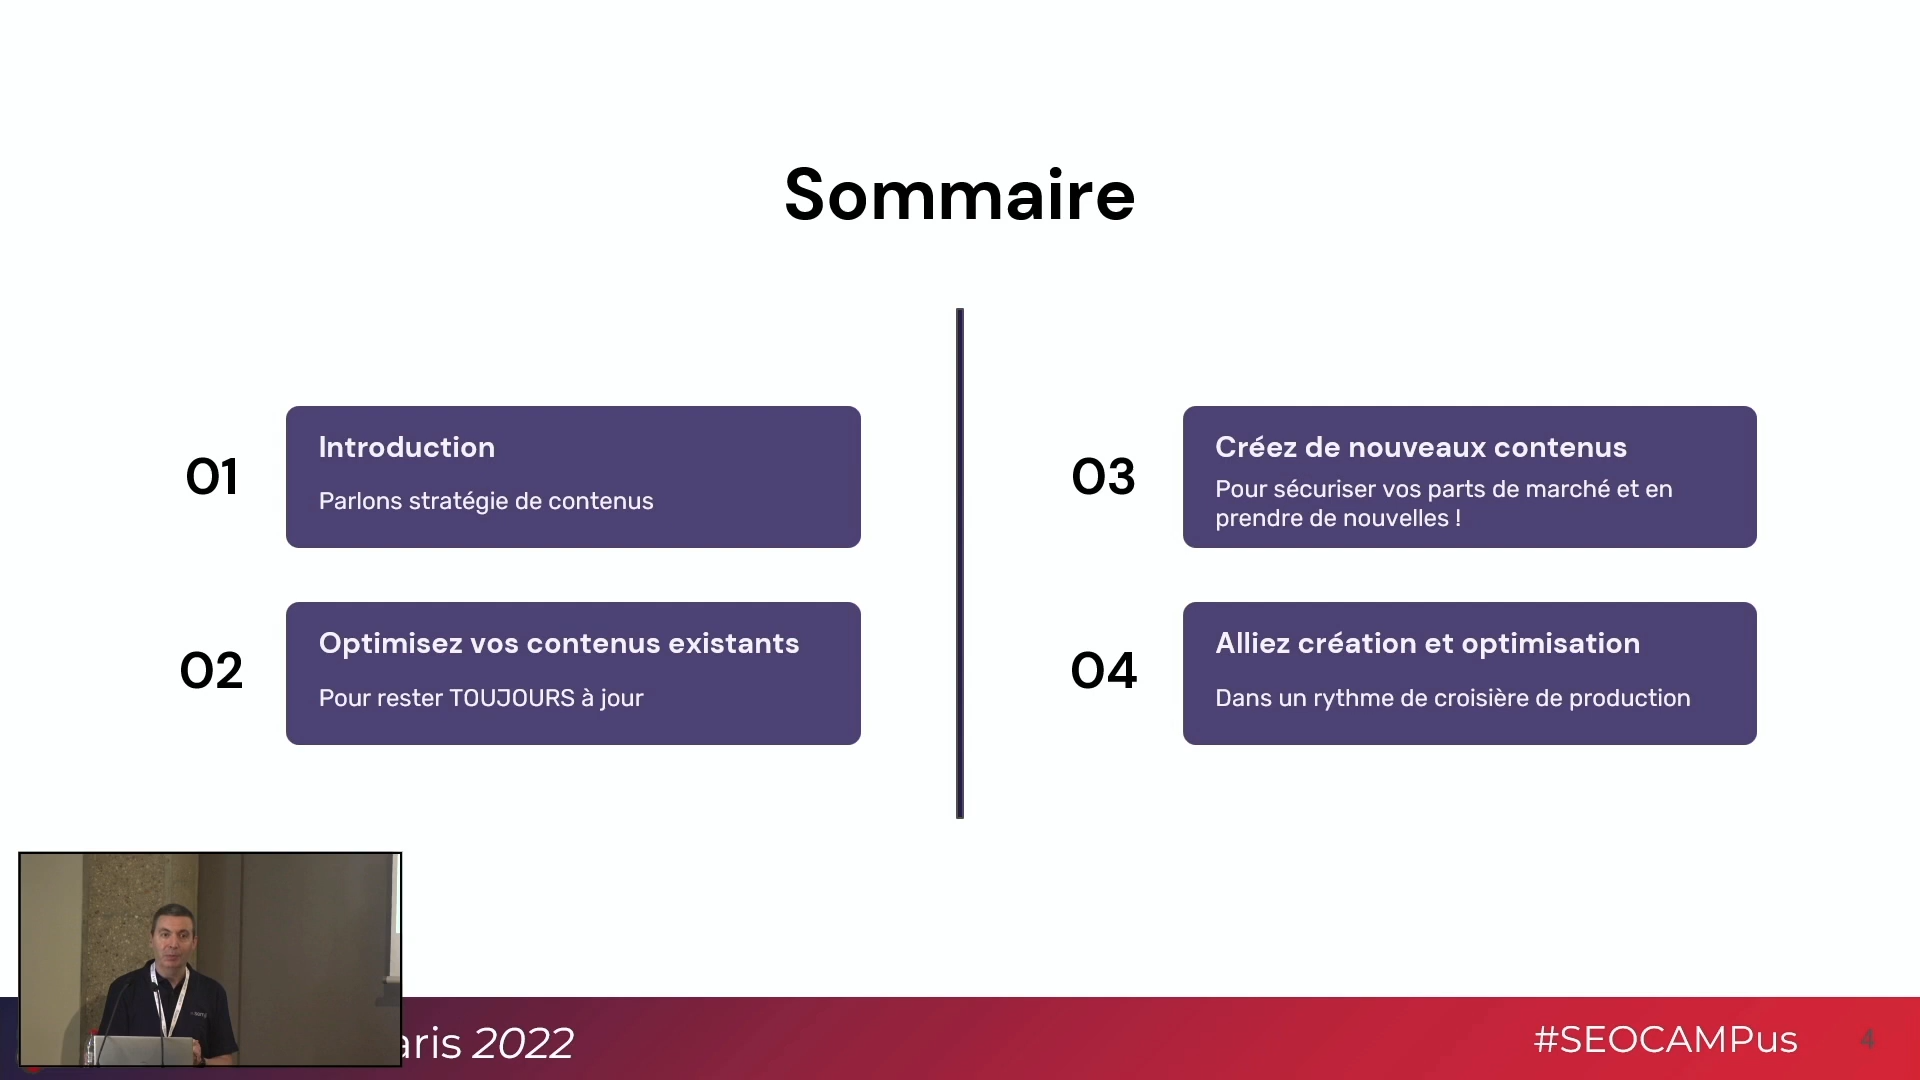 Sommaire
01
Introduction
Parlons stratégie de contenus
02
Optimisez vos contenus existants
Pour rester TOUJOURS à jour
03
Créez de nouveaux contenus
Pour sécuriser vos parts de marché et en
prendre de nouvelles !
04
Alliez création et optimisation
Dans un rythme de croisière de production
aris 2022
#SEOCAMPus
4